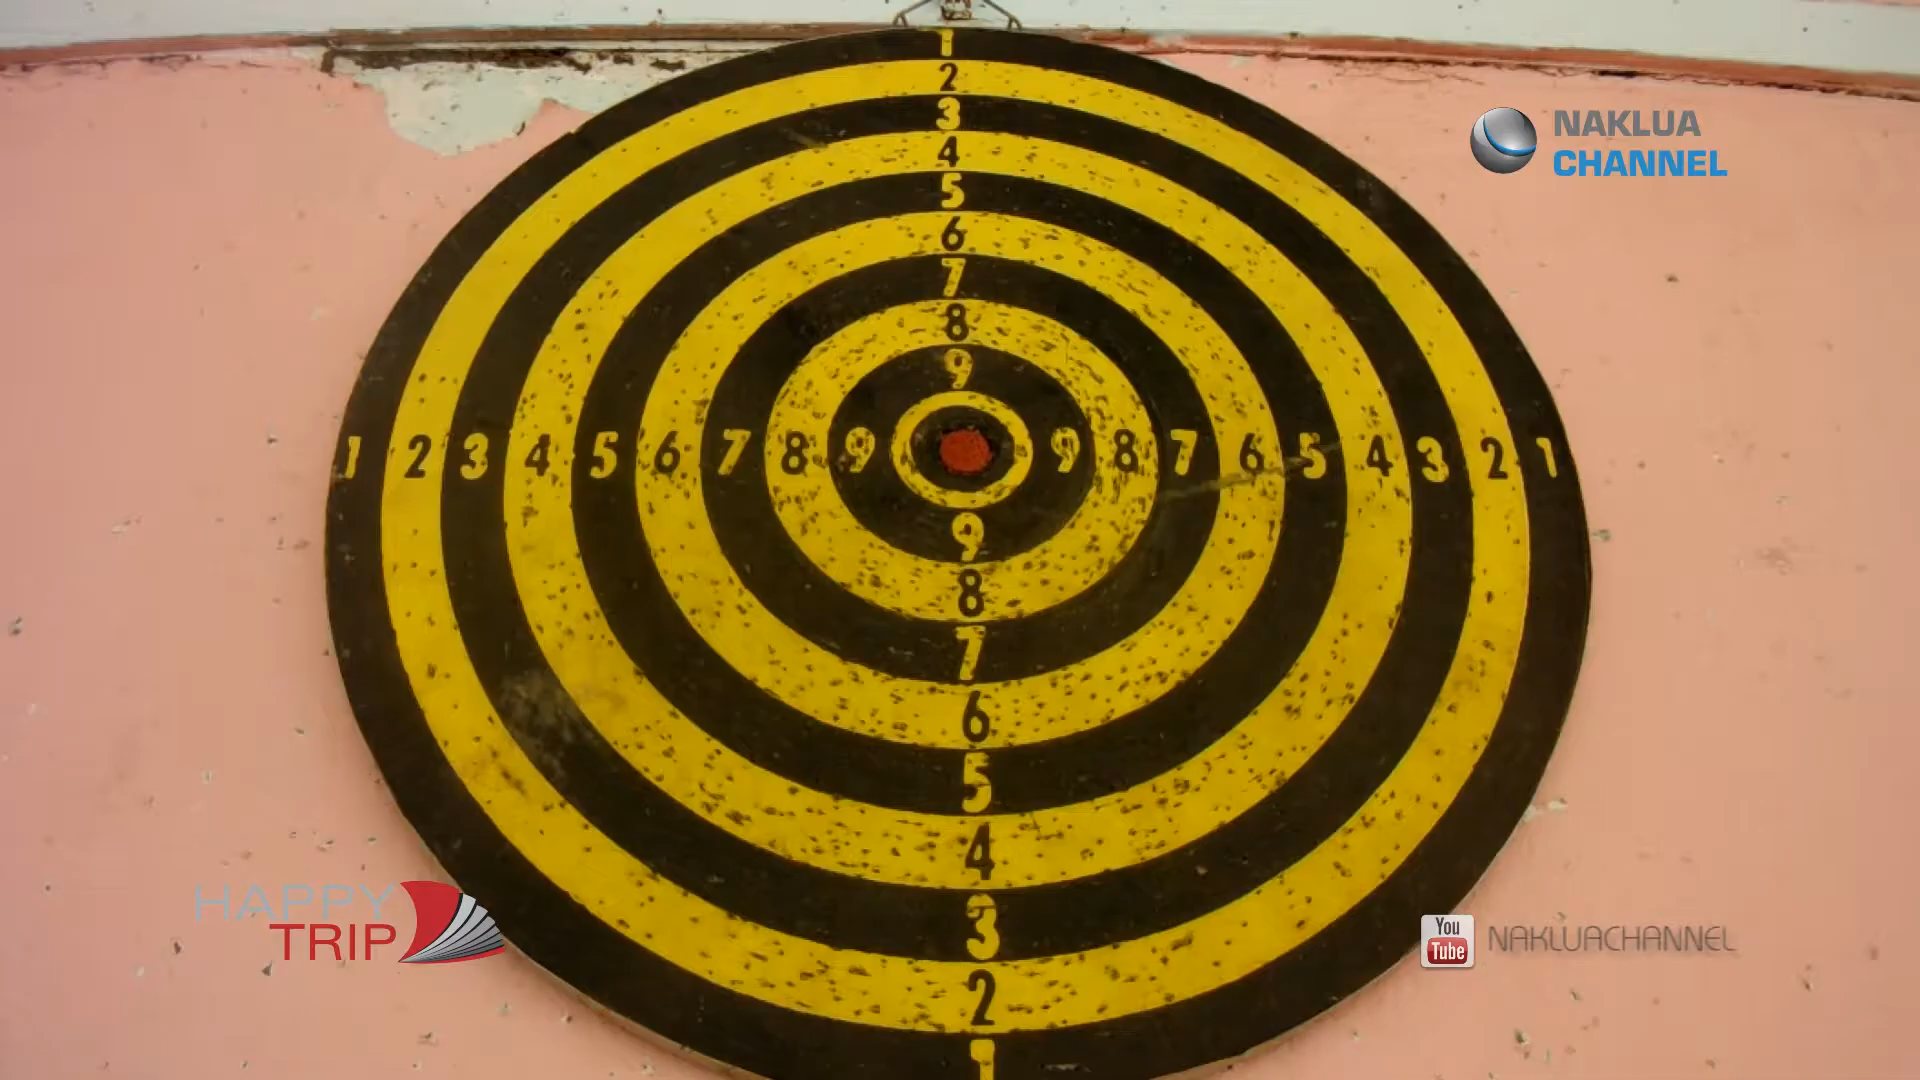 1
2
3
4
5
6
7
8
9
1 2 3 4 5 6 7 8 9 9 8 7 6 5 4 3 2 1
9
8
7
6
5
4
3
2
1
NAKLUA
CHANNEL
HAPPY
TRIP
You
Tube
NAKLUACHANNEL